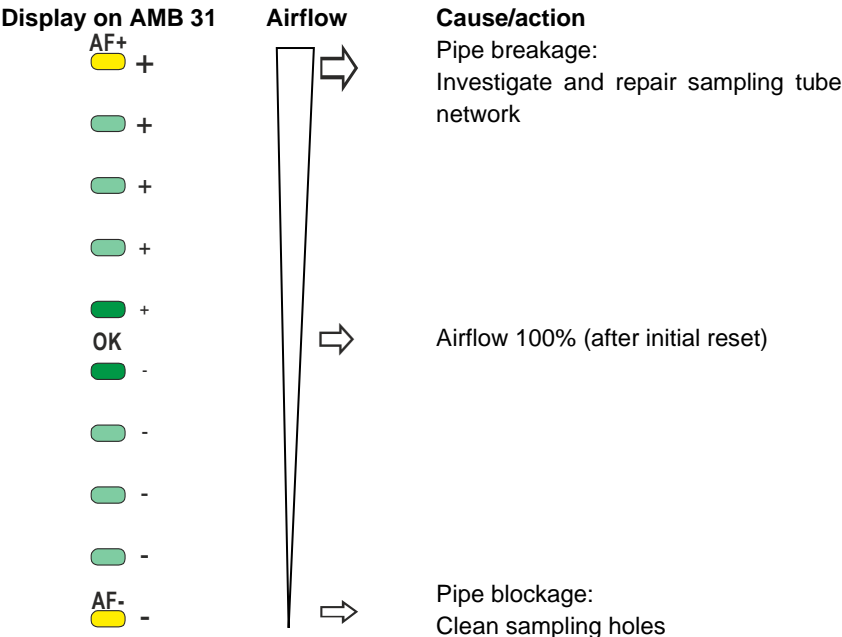 Display on AMB 31 Airflow Cause/action
AF+
+
Pipe breakage:
Investigate and repair sampling tube
network
+
+
+
+
OK
Airflow 100% (after initial reset)
-
-
-
-
AF-
-
Pipe blockage:
Clean sampling holes